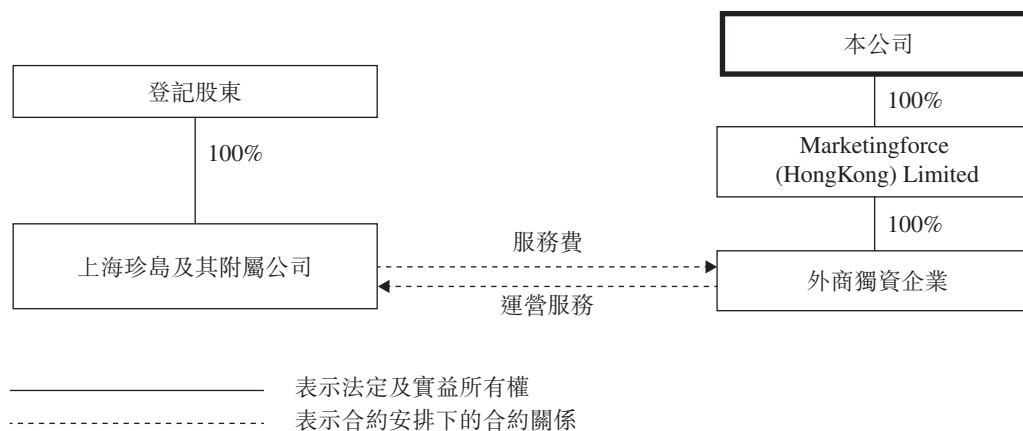 本公司
登記股東
100%
100%
Marketingforce
(HongKong) Limited
100%
上海珍島及其附屬公司
服務費
運營服務
外商獨資企業
表示法定及實益所有權
表示合約安排下的合約關係